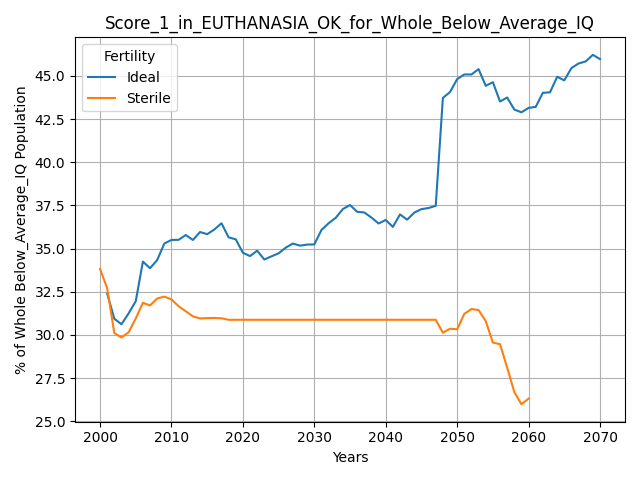 Score_1_in_EUTHANASIA_OK_for_Whole_Below_Average_IQ
% of Whole Below_Average_IQ Population
45.0
42.5
40.0
37.5
35.0
32.5
30.0
27.5
25.0
Fertility
Ideal
Sterile
2000 2010 2020 2030 2040 2050 2060 2070
Years